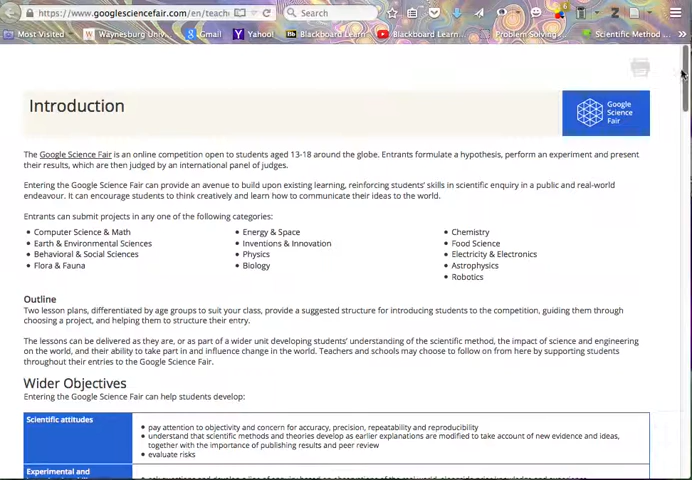 https://www.googlesciencefair.com/en/teach
Search
6
Most Visited
Waynesburg Univ...
Gmail
Yahoo!
Bb Blackboard Learn...
Blackboard Learn...
Problem Solving...
Scientific Method ...
Introduction
Google
Science
Fair
The Google Science Fair is an online competition open to students aged 13-18 around the globe. Entrants formulate a hypothesis, perform an experiment and present
their results, which are then judged by an international panel of judges.
Entering the Google Science Fair can provide an avenue to build upon existing learning, reinforcing students' skills in scientific enquiry in a public and real-world
endeavour. It can encourage students to think creatively and learn how to communicate their ideas to the world.
Entrants can submit projects in any one of the following categories:
• Computer Science & Math
• Earth & Environmental Sciences
• Behavioral & Social Sciences
• Flora & Fauna
• Energy & Space
• Inventions & Innovation
• Physics
• Biology
• Chemistry
• Food Science
• Electricity & Electronics
• Astrophysics
• Robotics
Outline
Two lesson plans, differentiated by age groups to suit your class, provide a suggested structure for introducing students to the competition, guiding them through
choosing a project, and helping them to structure their entry.
The lessons can be delivered as they are, or as part of a wider unit developing students' understanding of the scientific method, the impact of science and engineering
on the world, and their ability to take part in and influence change in the world. Teachers and schools may choose to follow on from here by supporting students
throughout their entries to the Google Science Fair.
Wider Objectives
Entering the Google Science Fair can help students develop:
Scientific attitudes
• pay attention to objectivity and concern for accuracy, precision, repeatability and reproducibility
• understand that scientific methods and theories develop as earlier explanations are modified to take account of new evidence and ideas,
together with the importance of publishing results and peer review
• evaluate risks
Experimental and